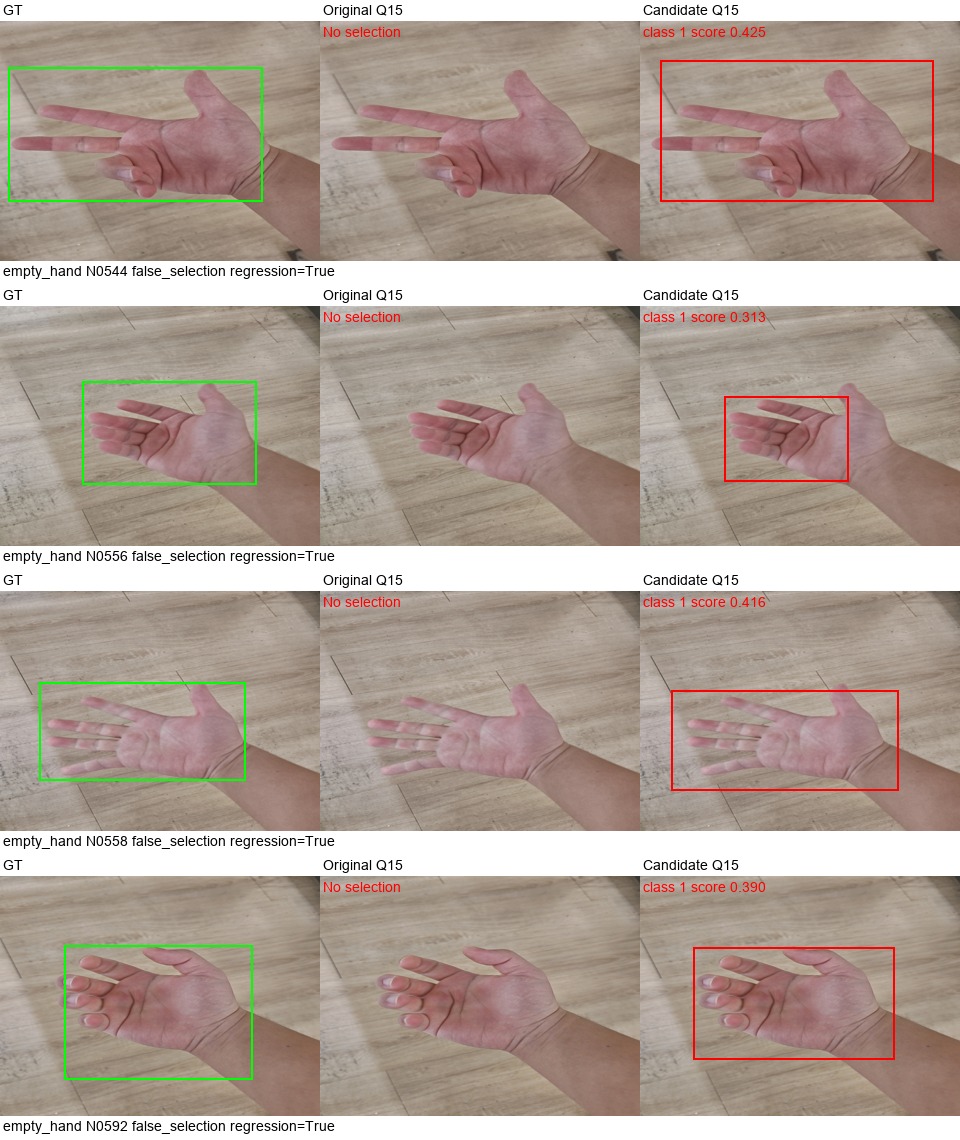 GT Original Q15 Candidate Q15
No selection class 1 score 0.425
empty_hand N0544 false_selection regression=True
GT Original Q15 Candidate Q15
No selection class 1 score 0.313
empty_hand N0556 false_selection regression=True
GT Original Q15 Candidate Q15
No selection class 1 score 0.416
empty_hand N0558 false_selection regression=True
GT Original Q15 Candidate Q15
No selection class 1 score 0.390
empty_hand N0592 false_selection regression=True